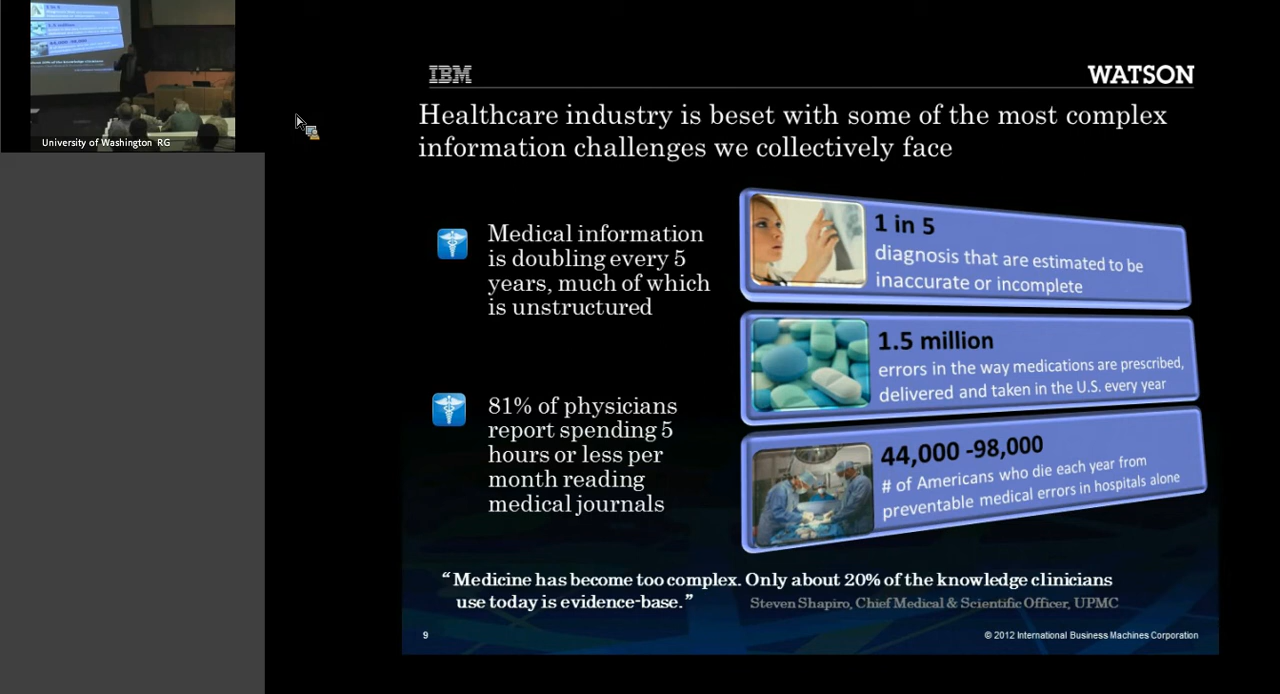 University of Washington RG
IBM
WATSON
Healthcare industry is beset with some of the most complex
information challenges we collectively face
Medical information
is doubling every 5
years, much of which
is unstructured
81% of physicians
report spending 5
hours or less per
month reading
medical journals
1 in 5
diagnosis that are estimated to be
inaccurate or incomplete
1.5 million
errors in the way medications are prescribed,
delivered and taken in the U.S. every year
44,000 -98,000
# of Americans who die each year from
preventable medical errors in hospitals alone
“Medicine has become too complex. Only about 20% of the knowledge clinicians
use today is evidence-base.”
Steven Shapiro, Chief Medical & Scientific Officer, UPMC
9
© 2012 International Business Machines Corporation